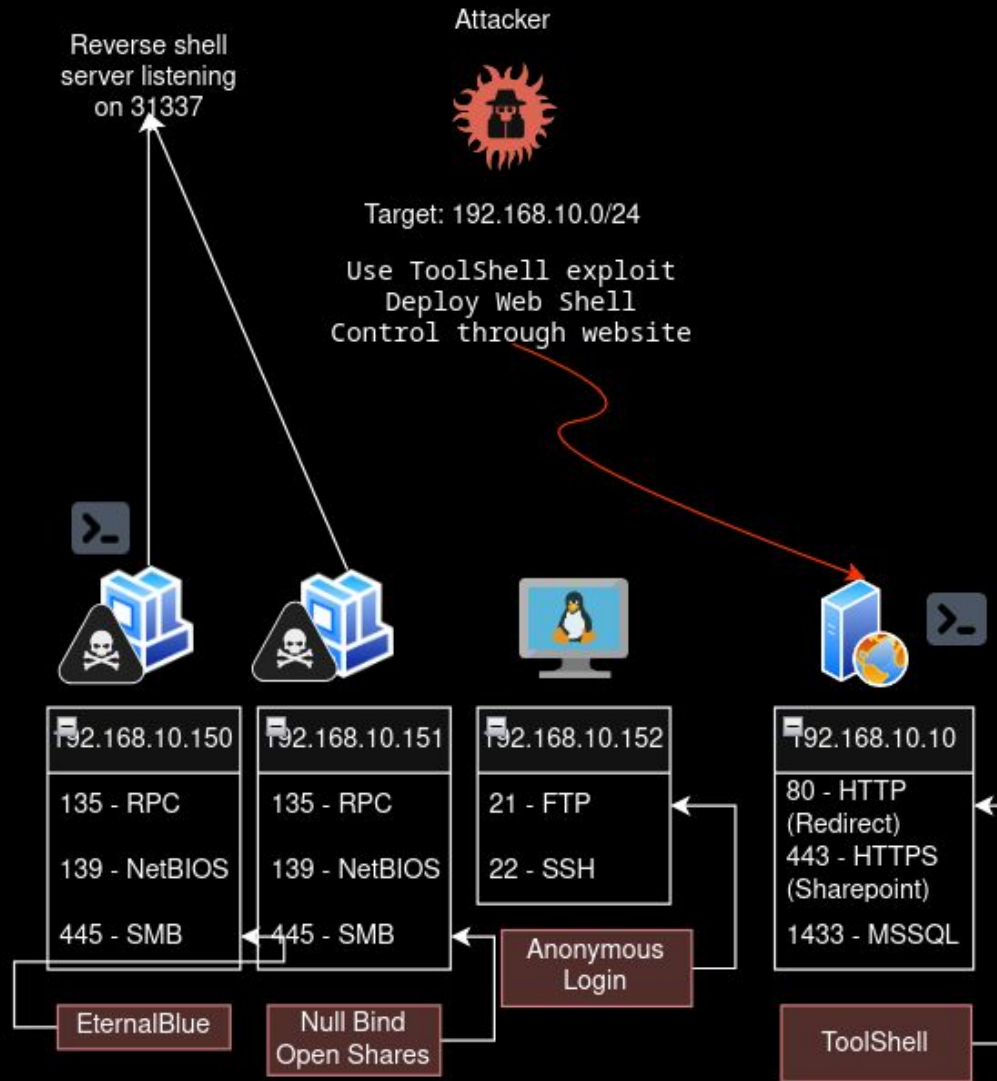 Attacker
Reverse shell
server listening
on 31337
Target: 192.168.10.0/24
Use ToolShell exploit
Deploy Web Shell
Control through website
192.168.10.150
135 - RPC
139 - NetBIOS
445 - SMB
EternalBlue
192.168.10.151
135 - RPC
139 - NetBIOS
445 - SMB
Null Bind
Open Shares
192.168.10.152
21 - FTP
22 - SSH
Anonymous
Login
192.168.10.10
80 - HTTP
(Redirect)
443 - HTTPS
(Sharepoint)
1433 - MSSQL
ToolShell